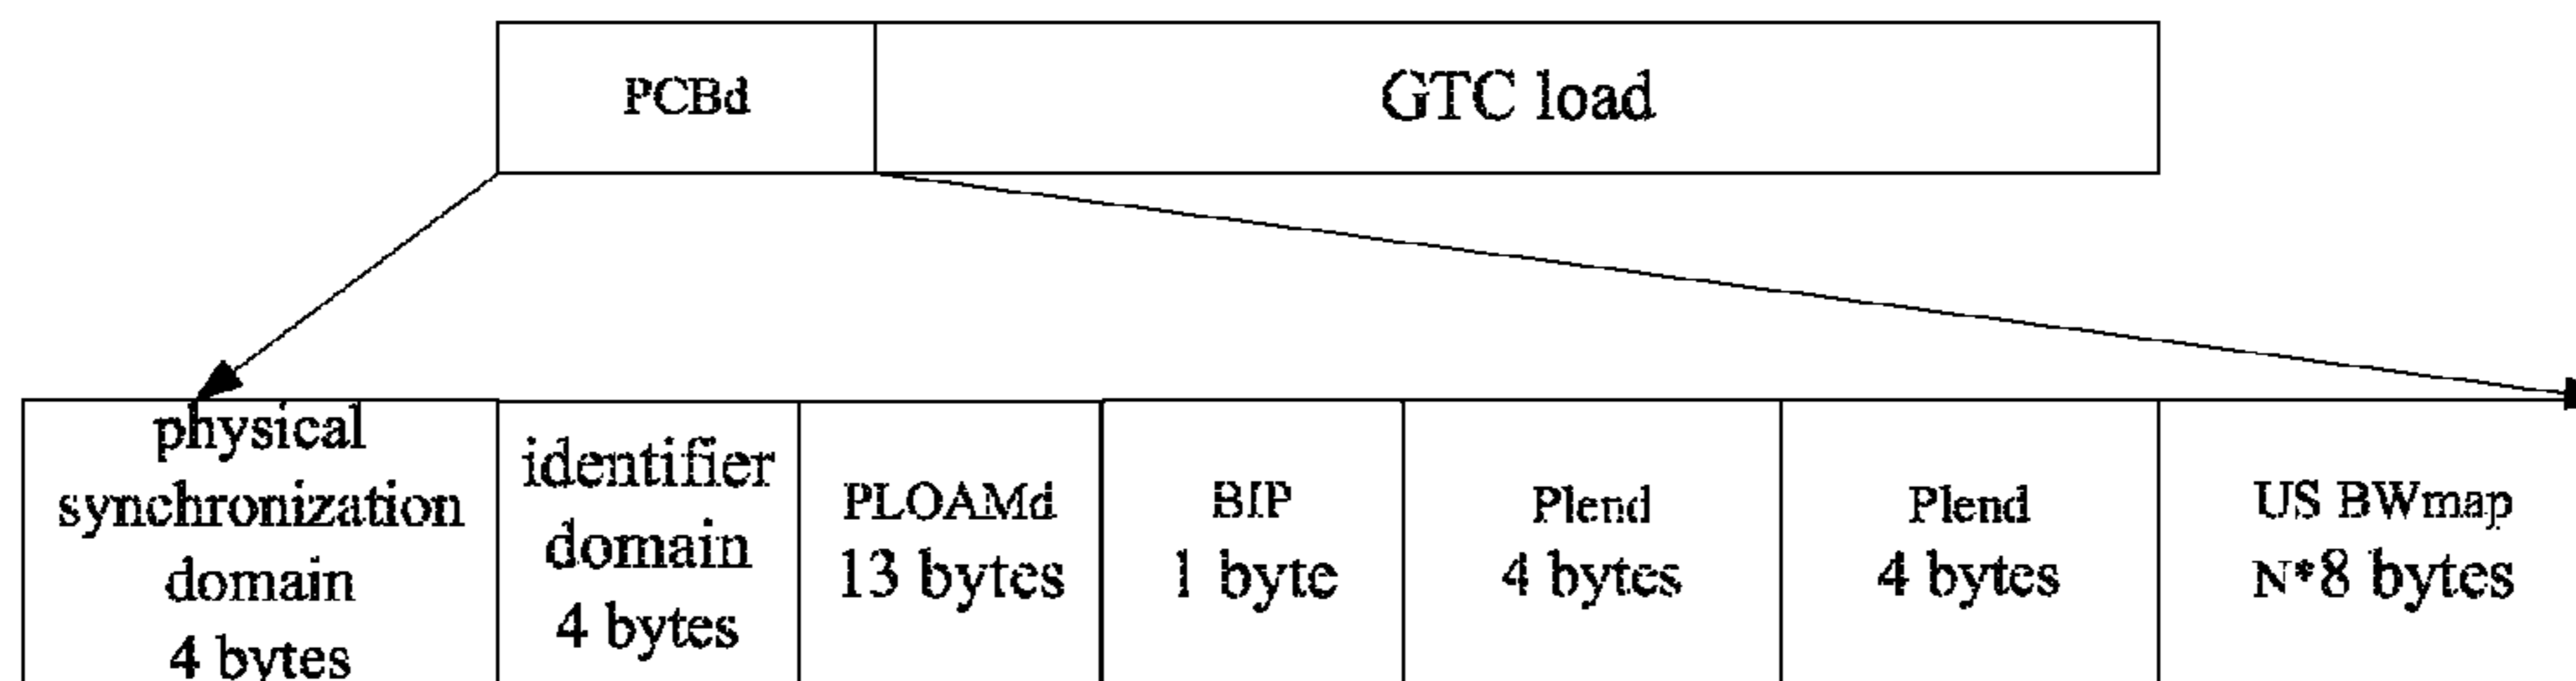 PCBd
GTC load
physical
synchronization
domain
4 bytes
identifier
domain
4 bytes
PLOAMd
13 bytes
BIP
1 byte
Plend
4 bytes
Plend
4 bytes
US BWmap
N*8 bytes